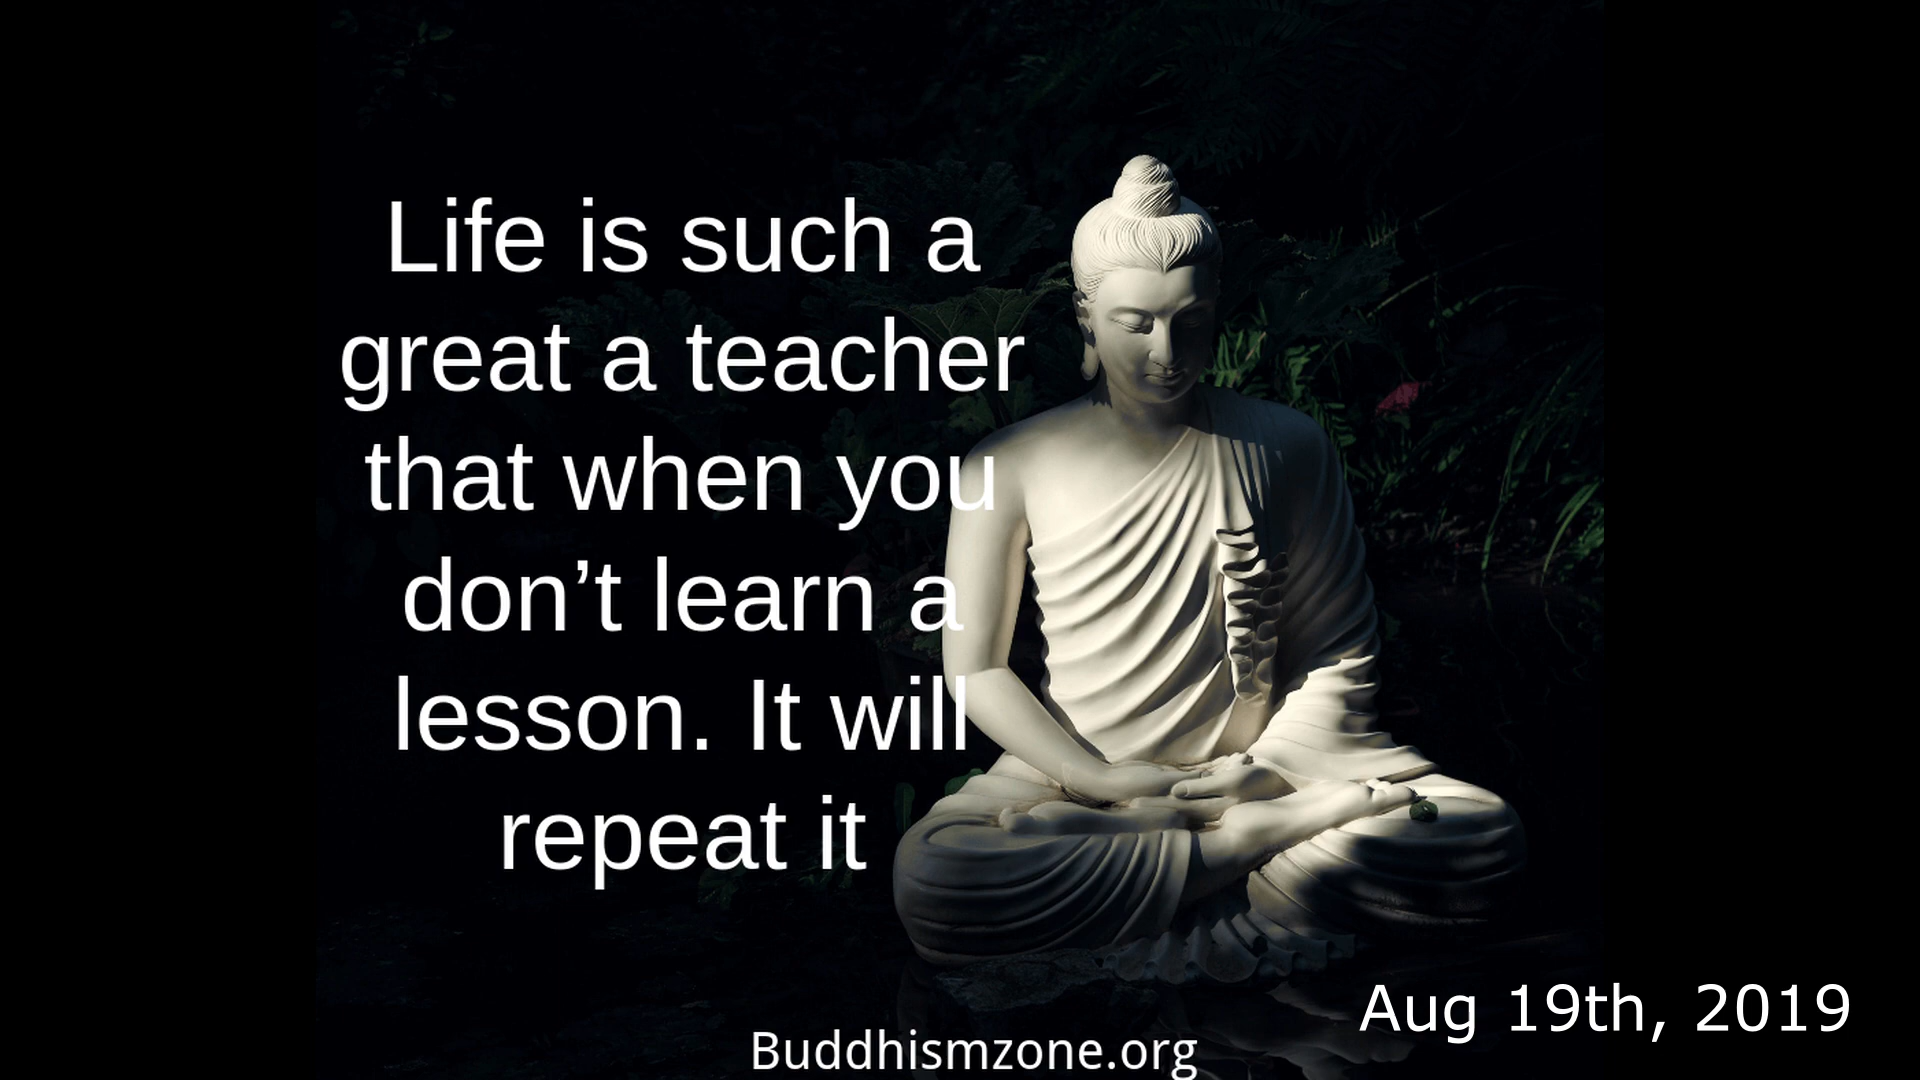 Life is such a
great a teacher
that when you
don’t learn a
lesson. It will
repeat it
Aug 19th, 2019
Buddhismzone.org